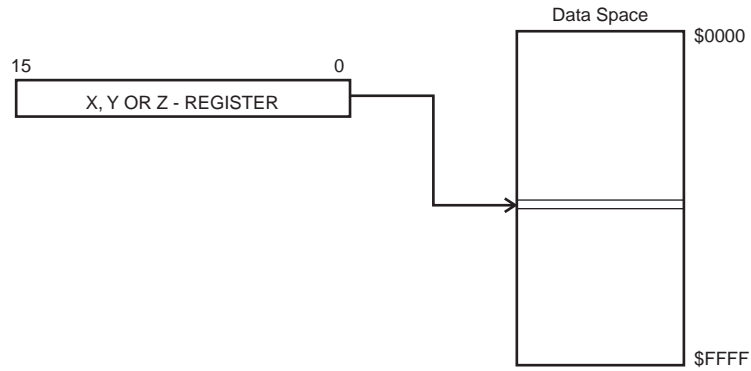 Data Space
$0000
15 0
X, Y OR Z - REGISTER
$FFFF